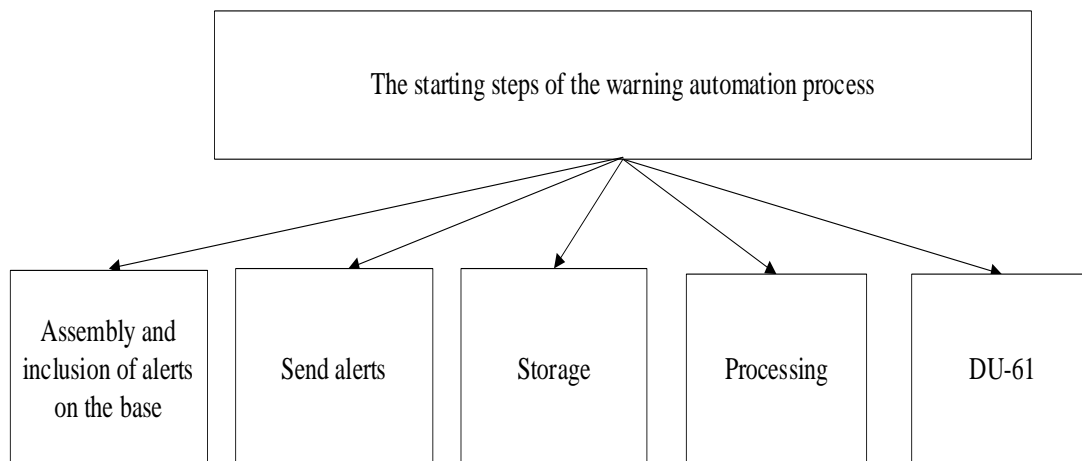 The starting steps of the warning automation process
Assembly and
inclusion of alerts
on the base
Send alerts
Storage
Processing
DU-61